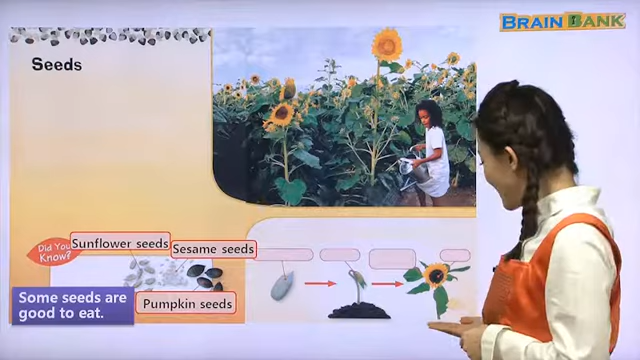 BRAIN BANK
Seeds
Did You
Know?
Sunflower seeds
Sesame seeds
Pumpkin seeds
Some seeds are
good to eat.